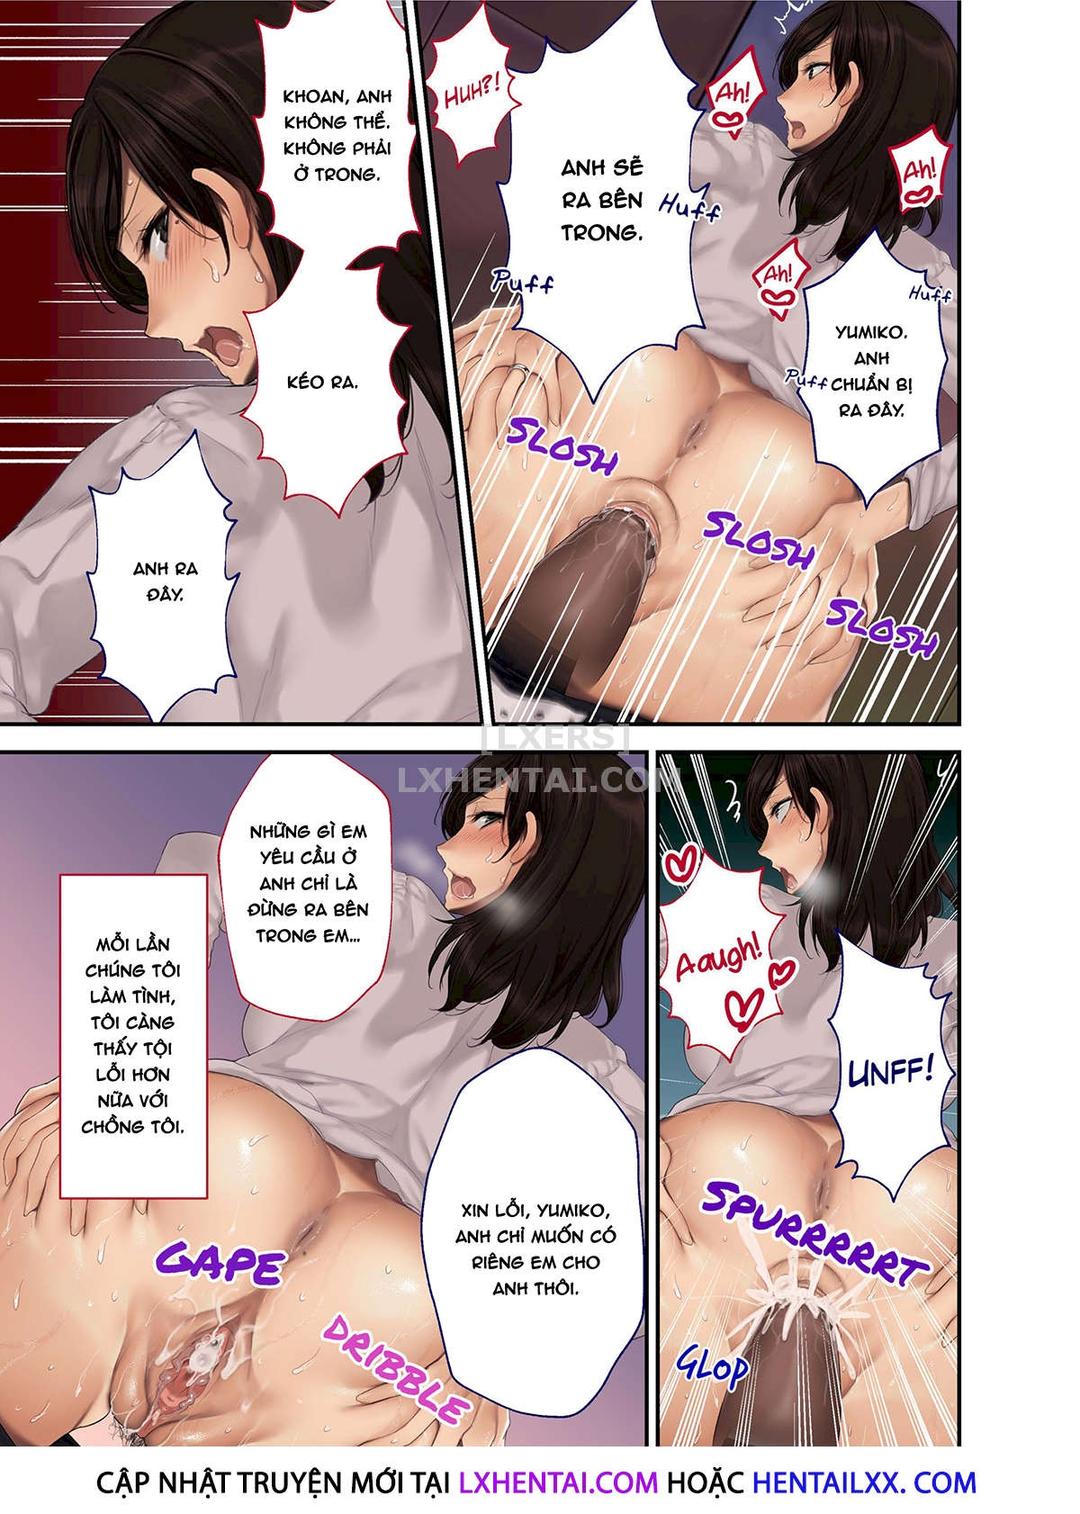 Ah!
Ah!
Ah!
Huff
YUMIKO.
ANH
CHUẨN BỊ
RA ĐÂY.
Puff
Huff
ANH SẼ
RA BÊN
TRONG.
Puff
SLOSH
SLOSH
SLOSH
HUH?!
KHOAN, ANH
KHÔNG THỂ.
KHÔNG PHẢI
Ở TRONG.
KÉO RA.
ANH RA
ĐÂY.
[LXERS]
LXHENTAI.COM
Aaugh!
UNFF!
SPURRRRRT
GLOP
NHỮNG GÌ EM
YÊU CẦU Ở
ANH CHỈ LÀ
ĐỪNG RA BÊN
TRONG EM...
XIN LỖI, YUMIKO,
ANH CHỈ MUỐN CÓ
RIÊNG EM CHO
ANH THÔI.
MỖI LẦN
CHÚNG TÔI
LÀM TÌNH,
TÔI CÀNG
THẤY TỘI
LỖI HƠN
NỮA VỚI
CHỒNG TÔI.
GAPE
DRIBBLE
CẬP NHẬT TRUYỆN MỚI TẠI LXHENTAI.COM HOẶC HENTAILXX. COM